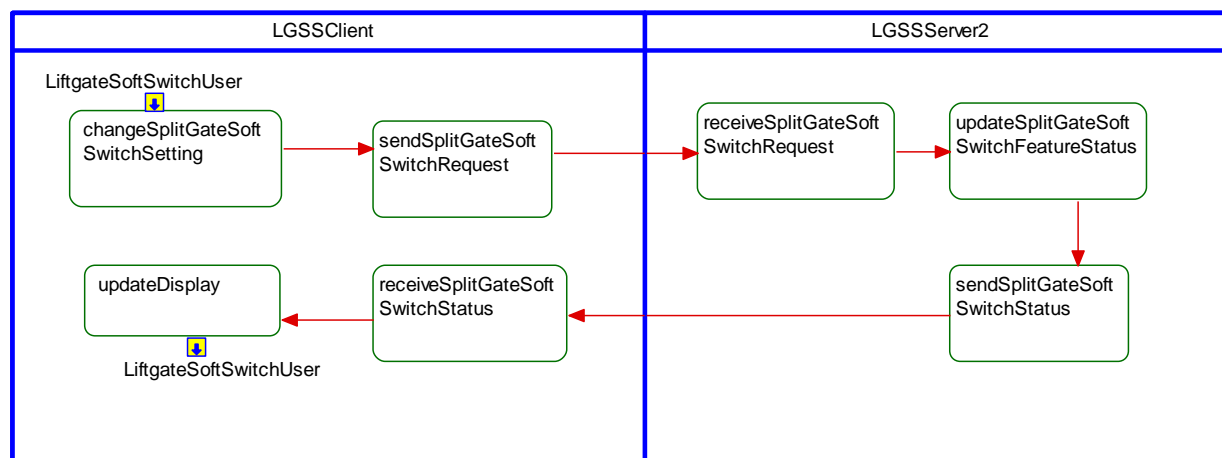 LGSSClient
LGSSServer2
LiftgateSoftSwitchUser
changeSplitGateSoft
SwitchSetting
sendSplitGateSoft
SwitchRequest
receiveSplitGateSoft
SwitchRequest
updateSplitGateSoft
SwitchFeatureStatus
updateDisplay
receiveSplitGateSoft
SwitchStatus
sendSplitGateSoft
SwitchStatus
LiftgateSoftSwitchUser